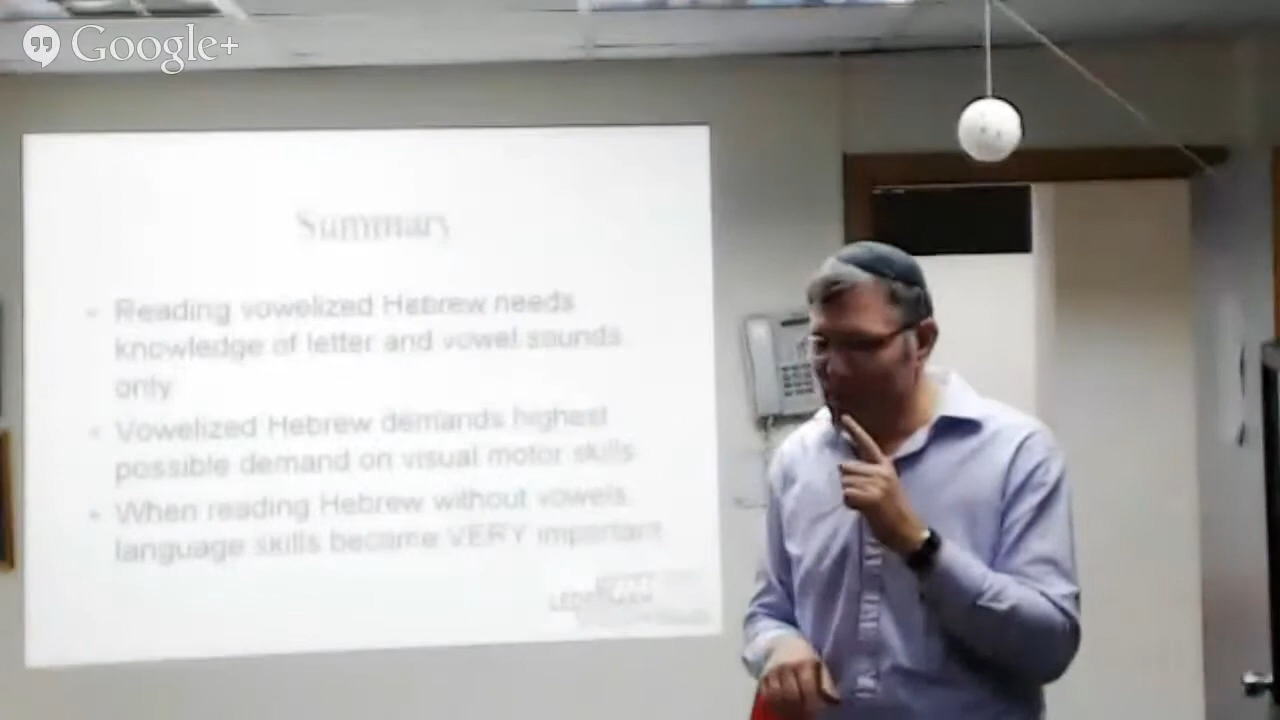 Google+
Summary
Reading vowelized Hebrew needs
knowledge of letter and vowel sounds
only
Vowelized Hebrew demands highest
possible demand on visual motor skills
When reading Hebrew without vowels,
language skills become VERY important